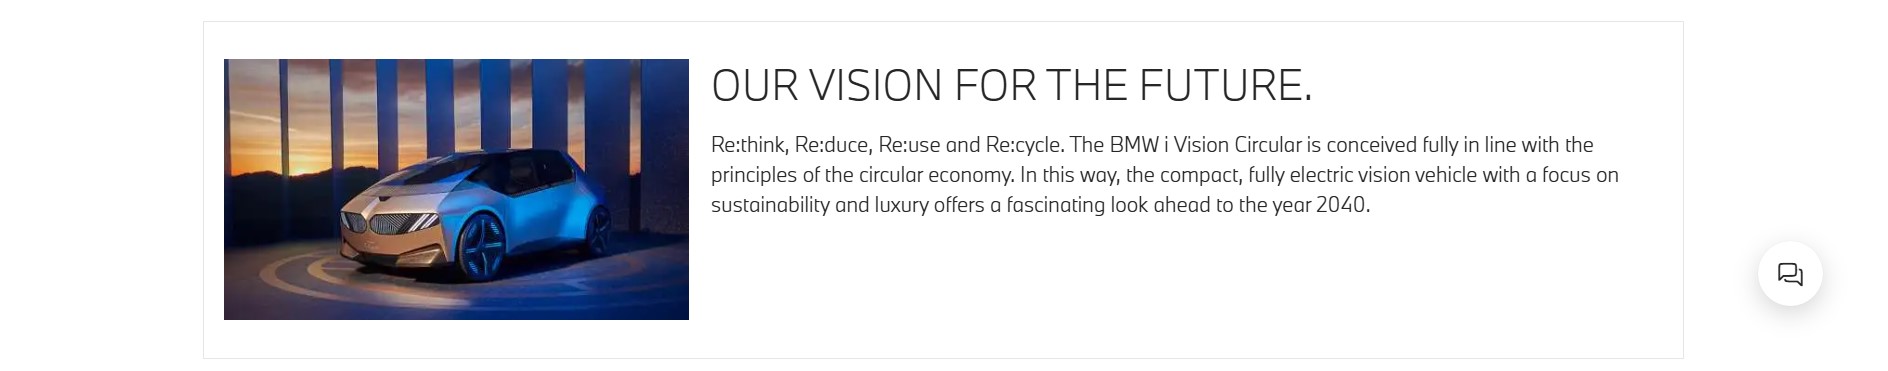 OUR VISION FOR THE FUTURE.
Re:think, Re:duce, Re:use and Re:cycle. The BMW i Vision Circular is conceived fully in line with the
principles of the circular economy. In this way, the compact, fully electric vision vehicle with a focus on
sustainability and luxury offers a fascinating look ahead to the year 2040.